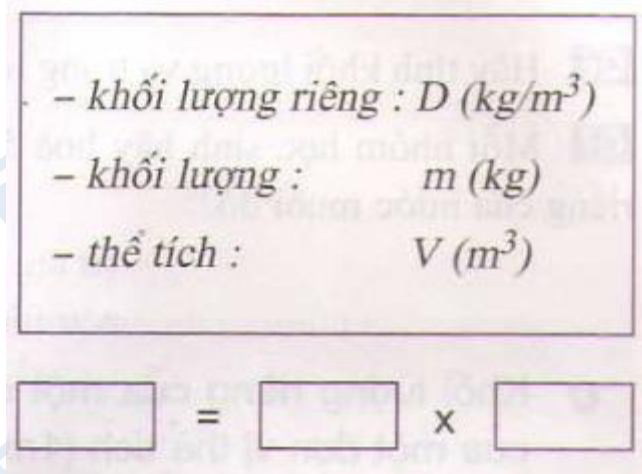 – khối lượng riêng : D (kg/m³)
– khối lượng : m (kg)
– thể tích : V (m³)
= x